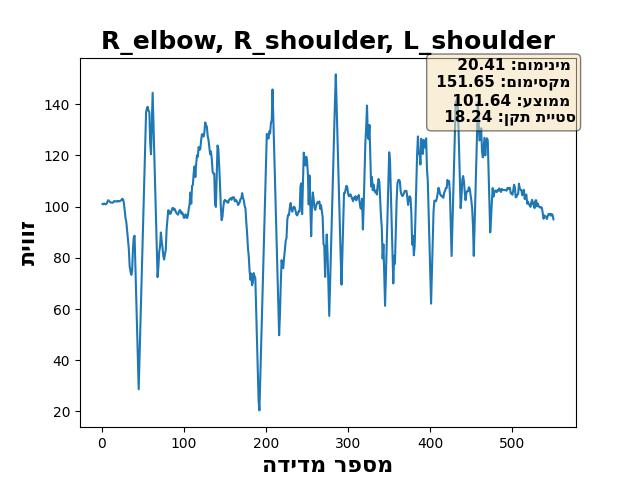 R_elbow, R_shoulder, L_shoulder
מינימום: 20.41
מקסימום: 151.65
ממוצע: 101.64
סטיית תקן: 18.24
זווית
140
120
100
80
60
40
20
0 100 200 300 400 500
מספר מדידה